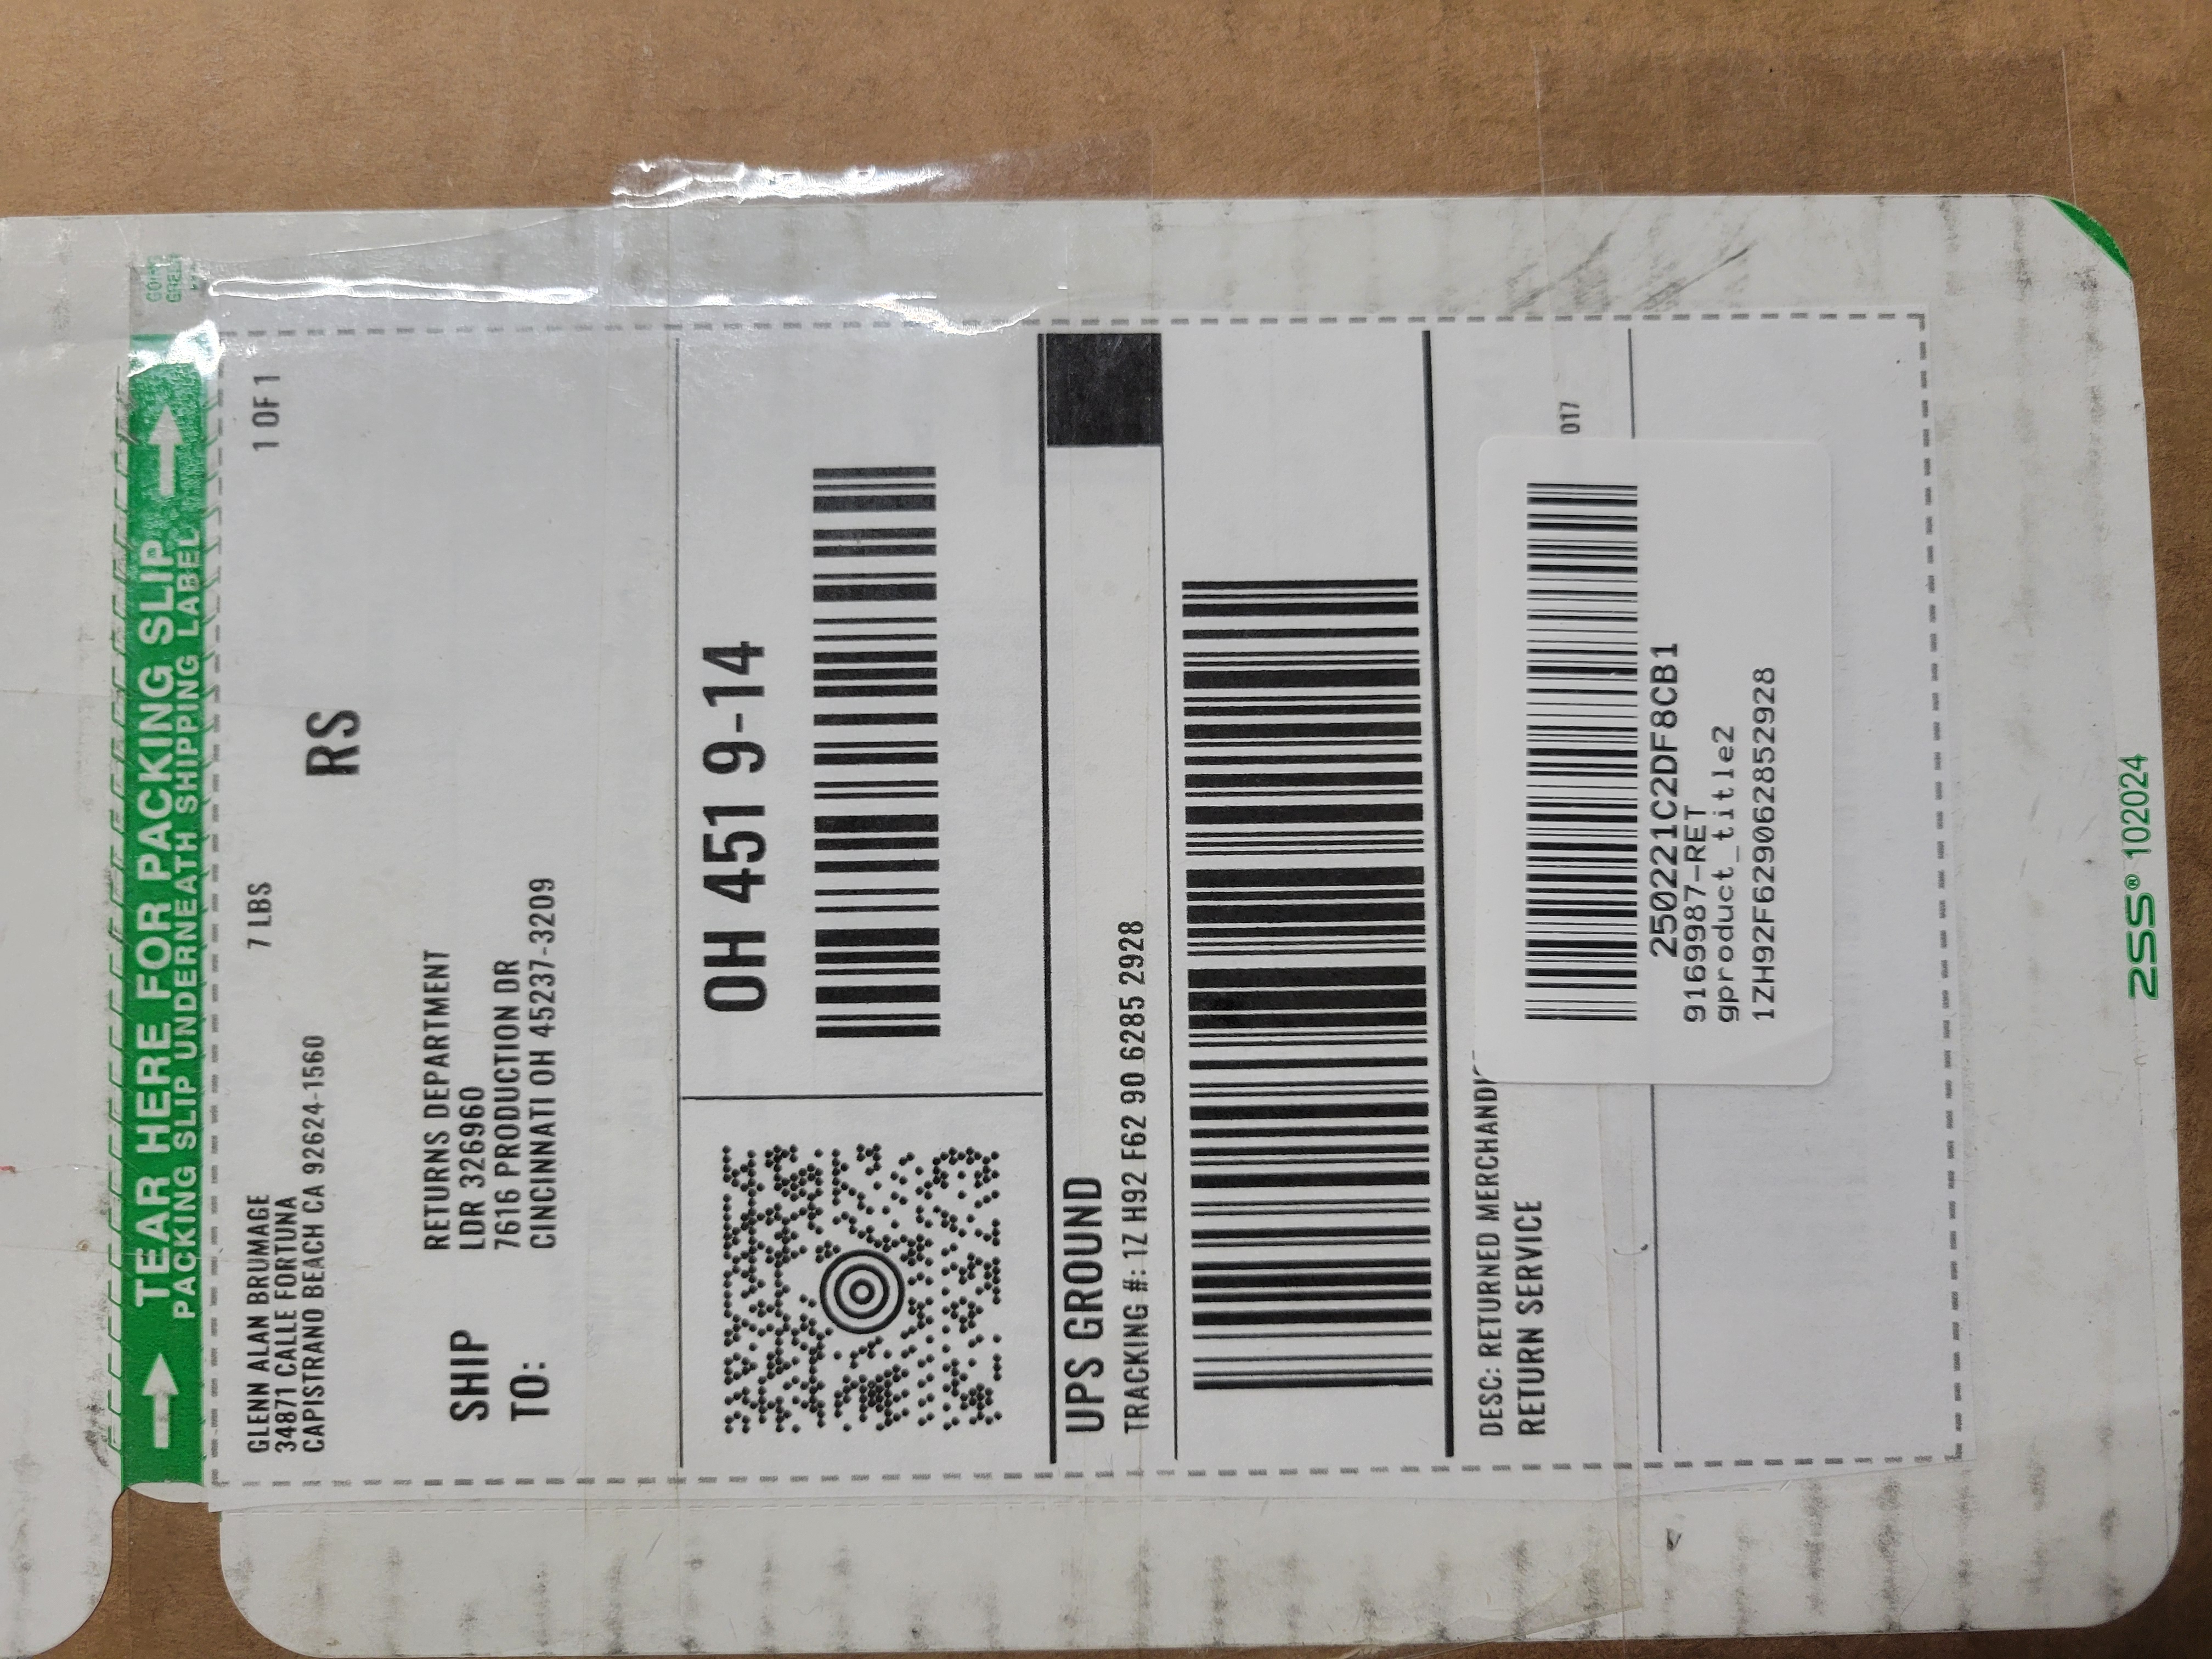 TEAR HERE FOR PACKING SLIP
PACKING SLIP UNDERNEATH SHIPPING LABEL
GLENN ALAN BRUMAGE
34871 CALLE FORTUNA
CAPISTRANO BEACH CA 92624-1560
7 LBS
1 OF 1
RS
SHIP
TO:
RETURNS DEPARTMENT
LDR 326960
7616 PRODUCTION DR
CINCINNATI OH 45237-3209
OH 451 9-14
UPS GROUND
TRACKING #: 1Z H92 F62 90 6285 2928
DESC: RETURNED MERCHANDI
RETURN SERVICE
017
250221C2DF8CB1
9169987-RET
gproduct_title2
1ZH92F629062852928
2SS® 102024